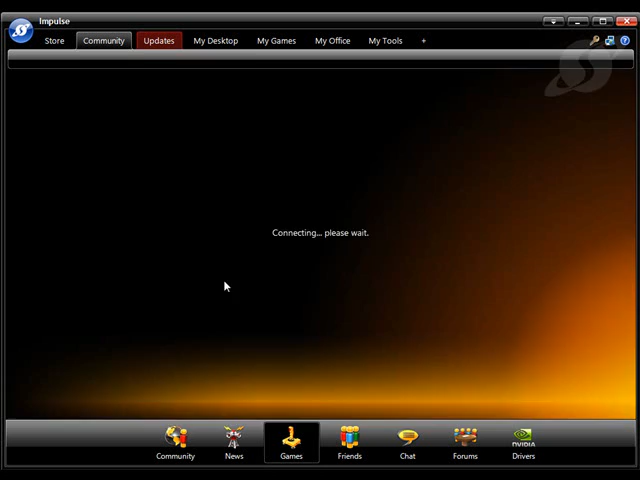 Impulse
Store Community Updates My Desktop My Games My Office My Tools +
Connecting... please wait.
NVIDIA
Community News Games Friends Chat Forums Drivers